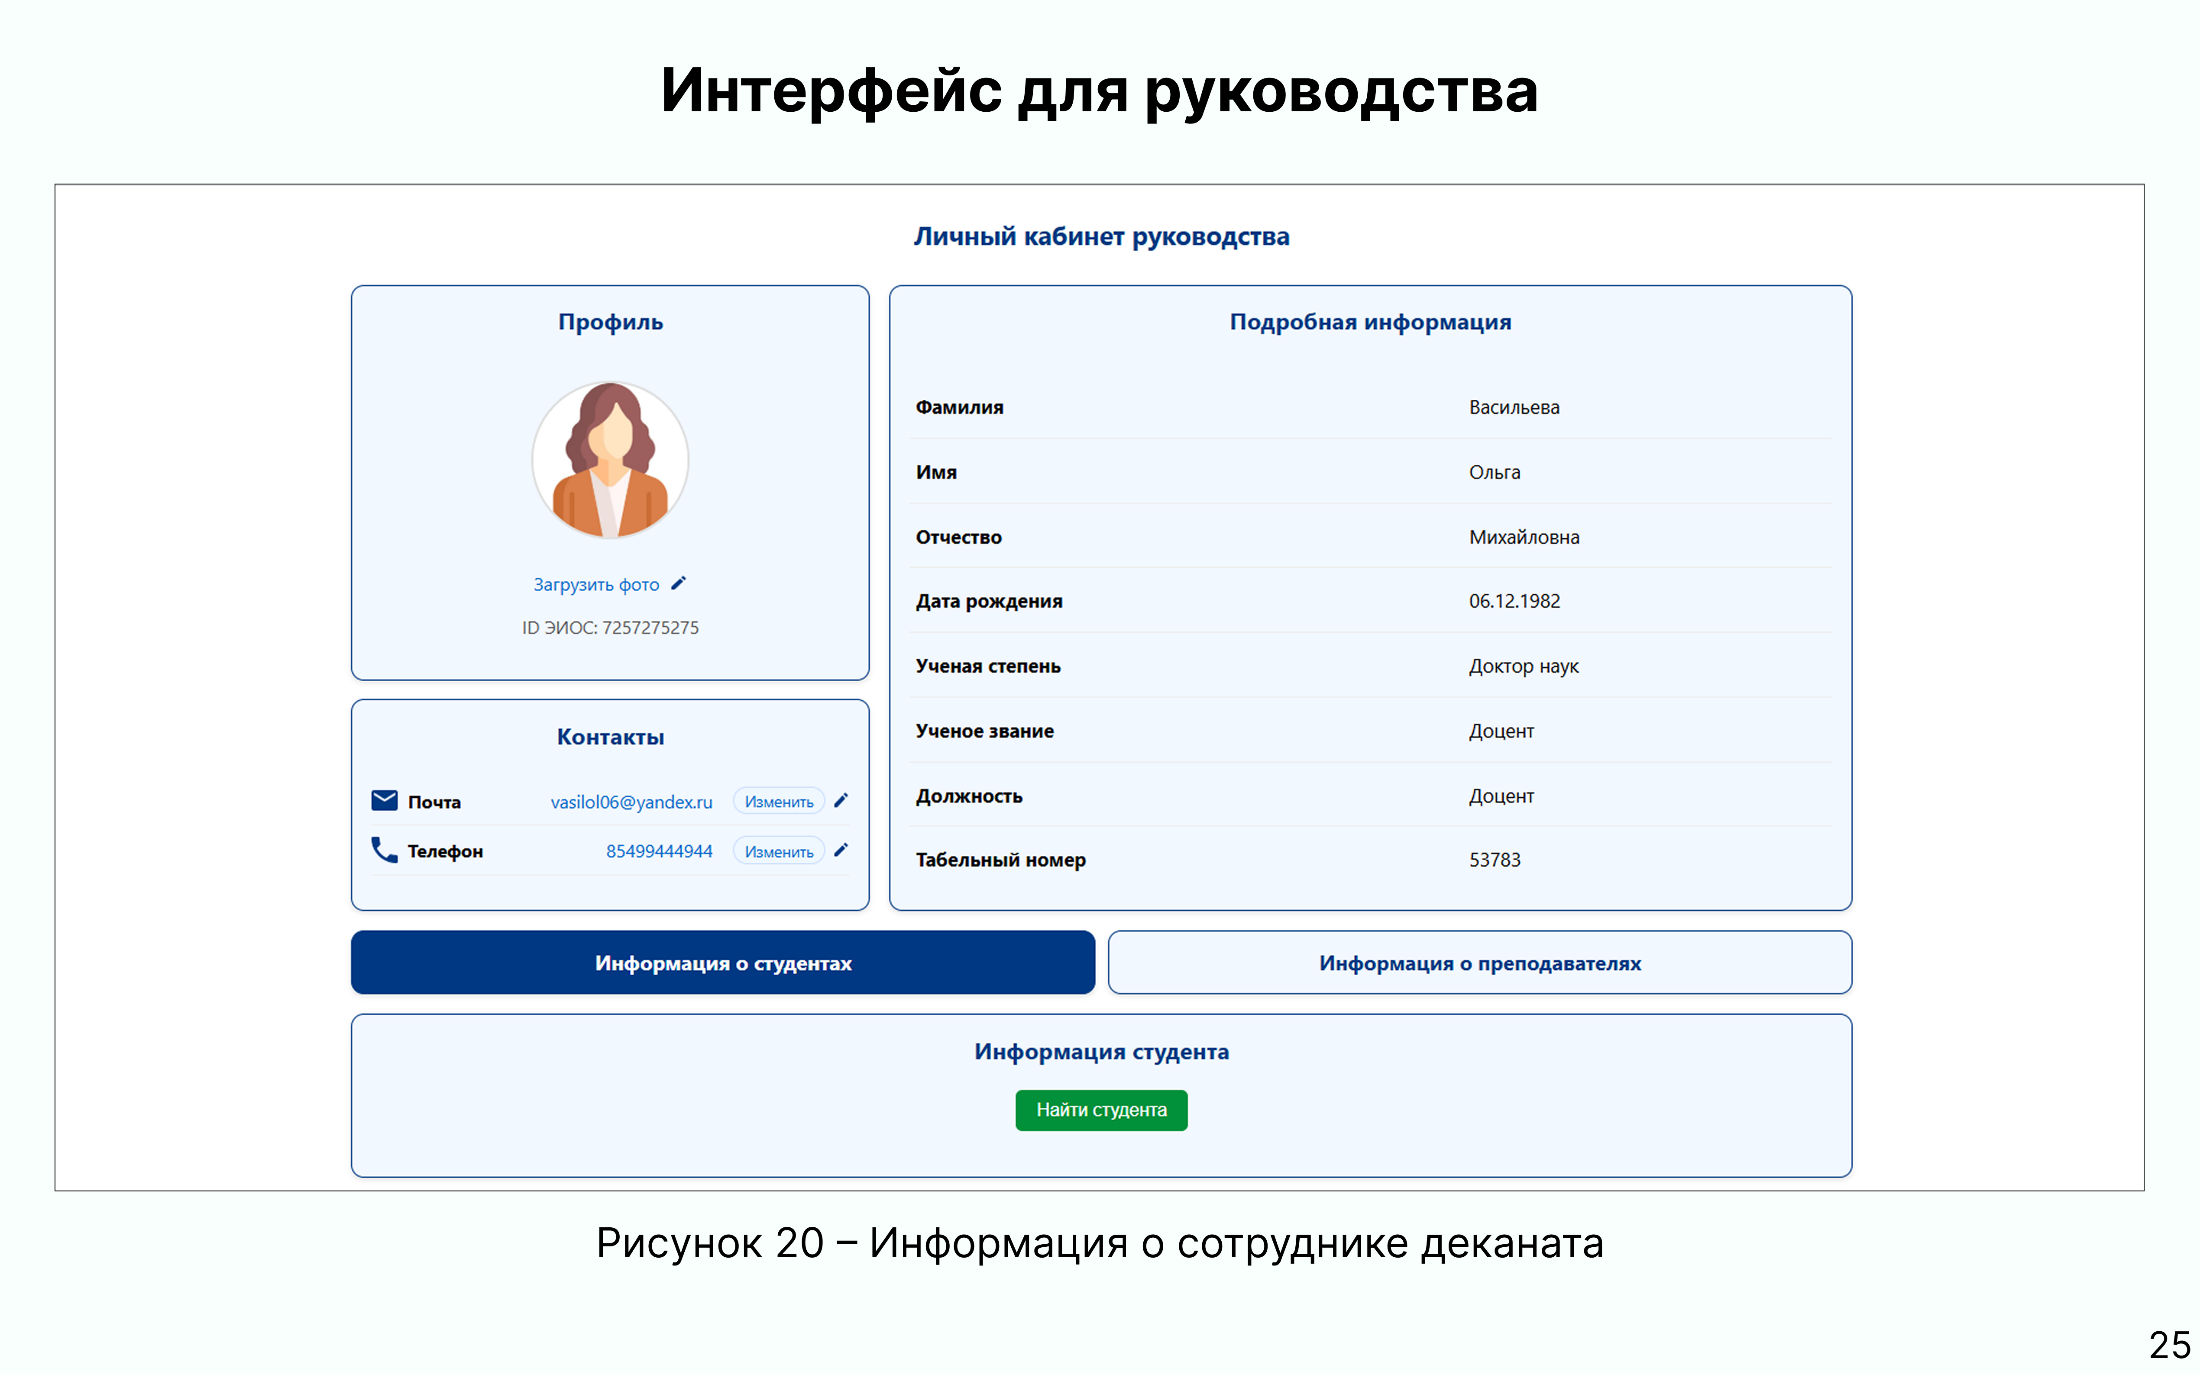 Интерфейс для руководства
Личный кабинет руководства
Профиль
Загрузить фото
ID ЭИОС: 7257275275
Контакты
Почта vasilol06@yandex.ru Изменить
Телефон 85499444944 Изменить
Подробная информация
Фамилия Васильева
Имя Ольга
Отчество Михайловна
Дата рождения 06.12.1982
Ученая степень Доктор наук
Ученое звание Доцент
Должность Доцент
Табельный номер 53783
Информация о студентах Информация о преподавателях
Информация студента
Найти студента
Рисунок 20 – Информация о сотруднике деканата
25